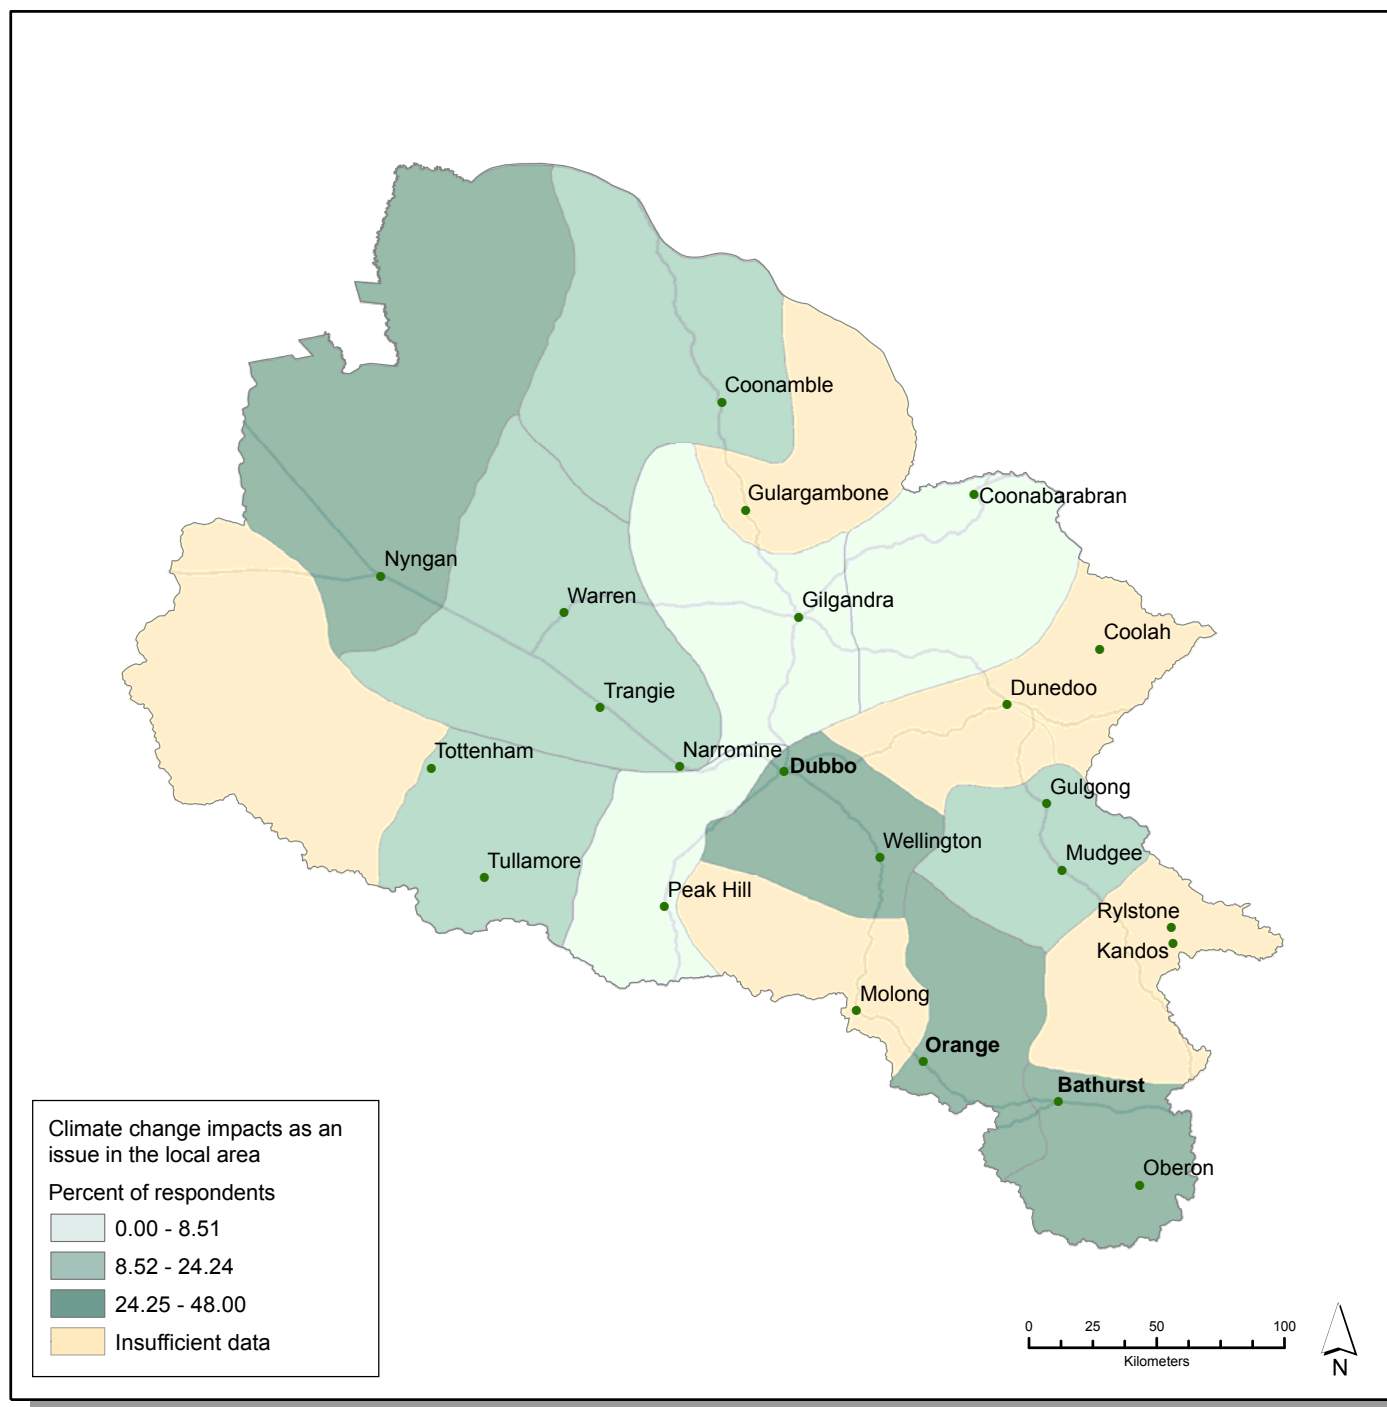 Coonamble
Gulargambone
Coonabarabran
Nyngan
Warren
Gilgandra
Coolah
Trangie
Dunedoo
Tottenham
Narromine
Dubbo
Gulgong
Wellington
Mudgee
Tullamore
Peak Hill
Rylstone
Kandos
Molong
Orange
Bathurst
Oberon
Climate change impacts as an
issue in the local area
Percent of respondents
0.00 - 8.51
8.52 - 24.24
24.25 - 48.00
Insufficient data
0 25 50 100
Kilometers
N